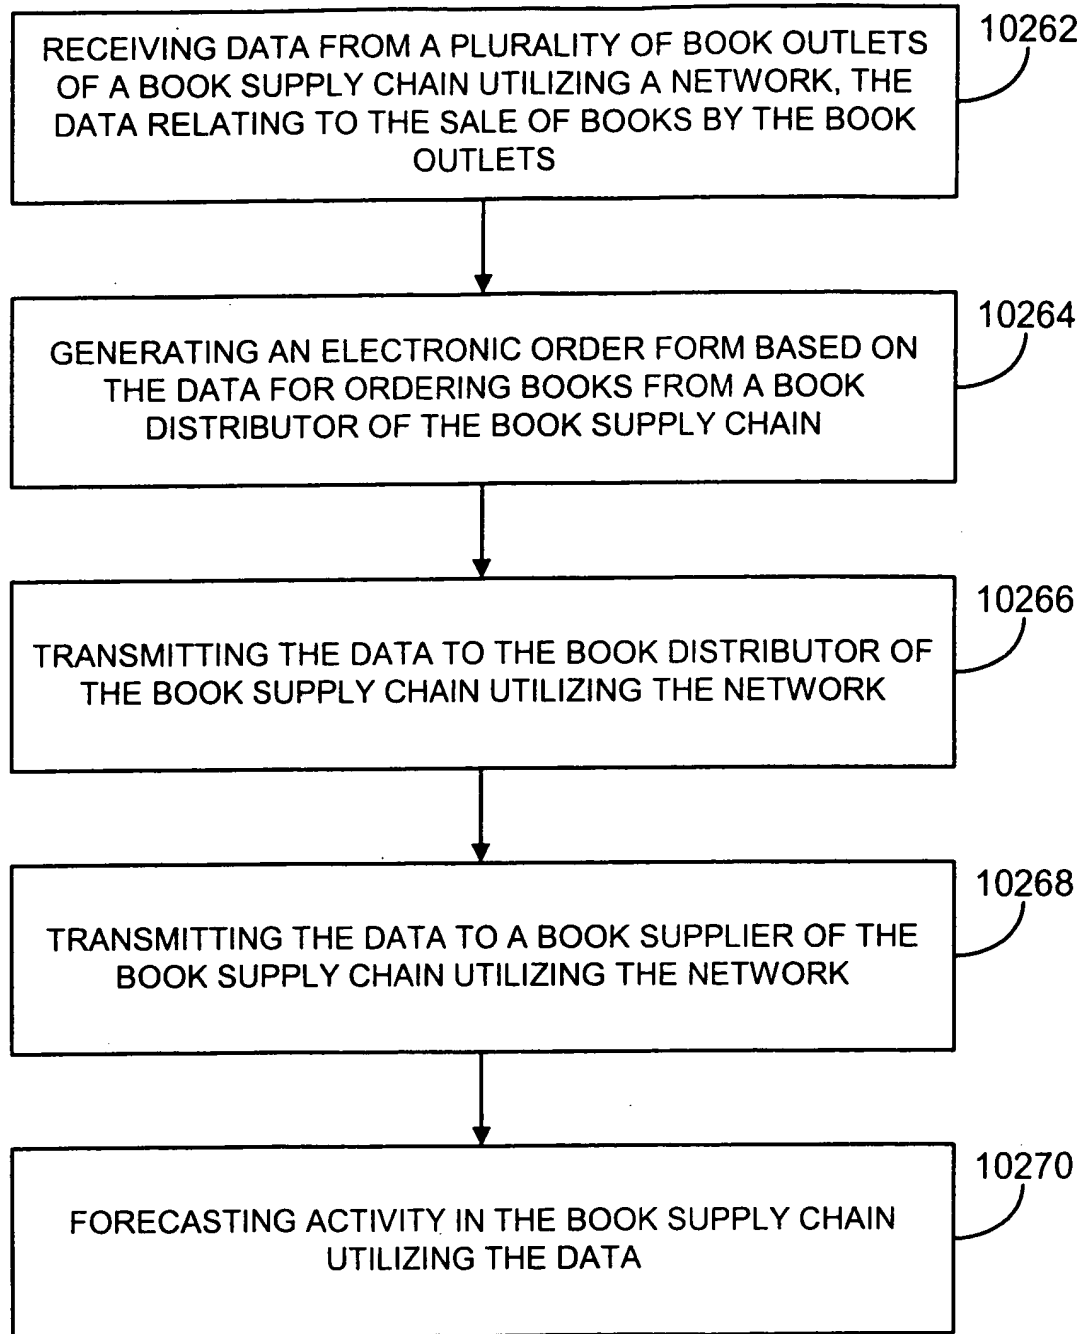 RECEIVING DATA FROM A PLURALITY OF BOOK OUTLETS
OF A BOOK SUPPLY CHAIN UTILIZING A NETWORK, THE
DATA RELATING TO THE SALE OF BOOKS BY THE BOOK
OUTLETS
10262
GENERATING AN ELECTRONIC ORDER FORM BASED ON
THE DATA FOR ORDERING BOOKS FROM A BOOK
DISTRIBUTOR OF THE BOOK SUPPLY CHAIN
10264
TRANSMITTING THE DATA TO THE BOOK DISTRIBUTOR OF
THE BOOK SUPPLY CHAIN UTILIZING THE NETWORK
10266
TRANSMITTING THE DATA TO A BOOK SUPPLIER OF THE
BOOK SUPPLY CHAIN UTILIZING THE NETWORK
10268
FORECASTING ACTIVITY IN THE BOOK SUPPLY CHAIN
UTILIZING THE DATA
10270